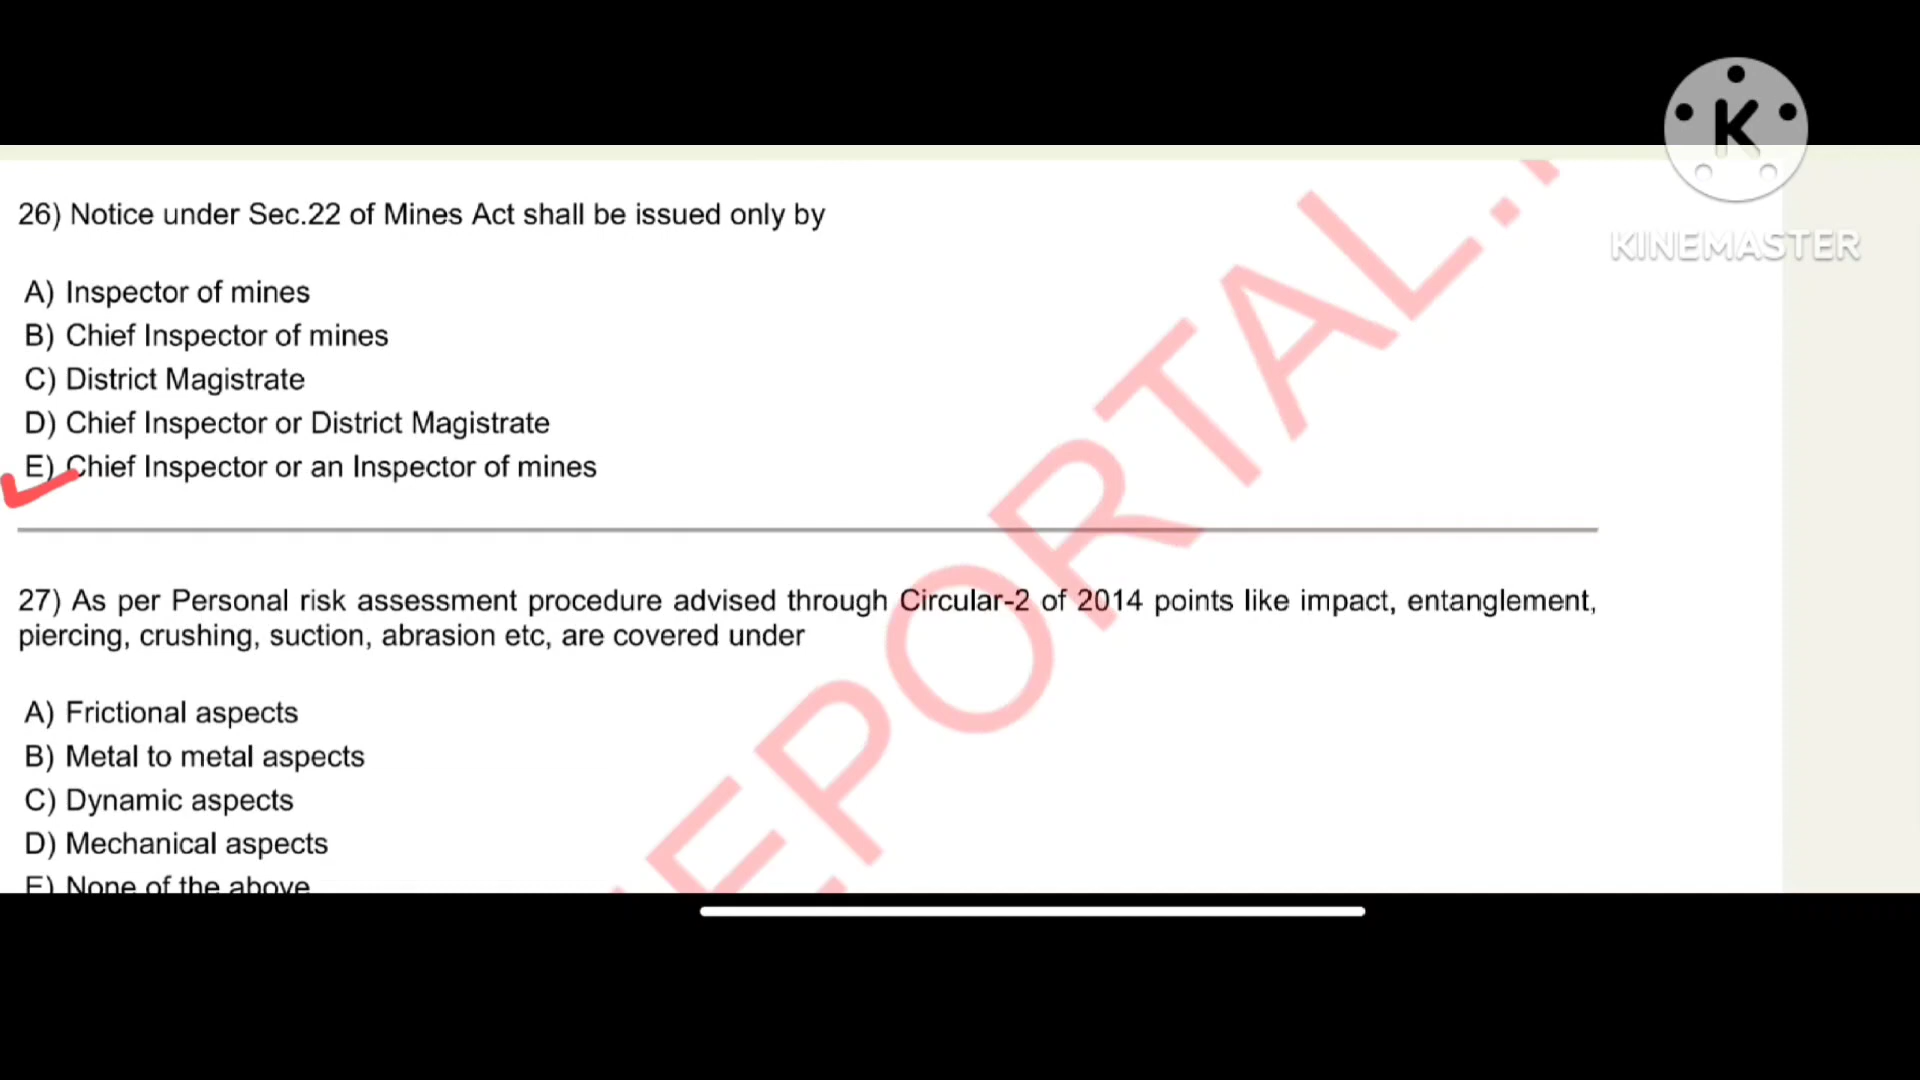 K
KINEMASTER
26) Notice under Sec.22 of Mines Act shall be issued only by
A) Inspector of mines
B) Chief Inspector of mines
C) District Magistrate
D) Chief Inspector or District Magistrate
E) Chief Inspector or an Inspector of mines
27) As per Personal risk assessment procedure advised through Circular-2 of 2014 points like impact, entanglement,
piercing, crushing, suction, abrasion etc, are covered under
A) Frictional aspects
B) Metal to metal aspects
C) Dynamic aspects
D) Mechanical aspects
E) None of the above
EPORTAL.